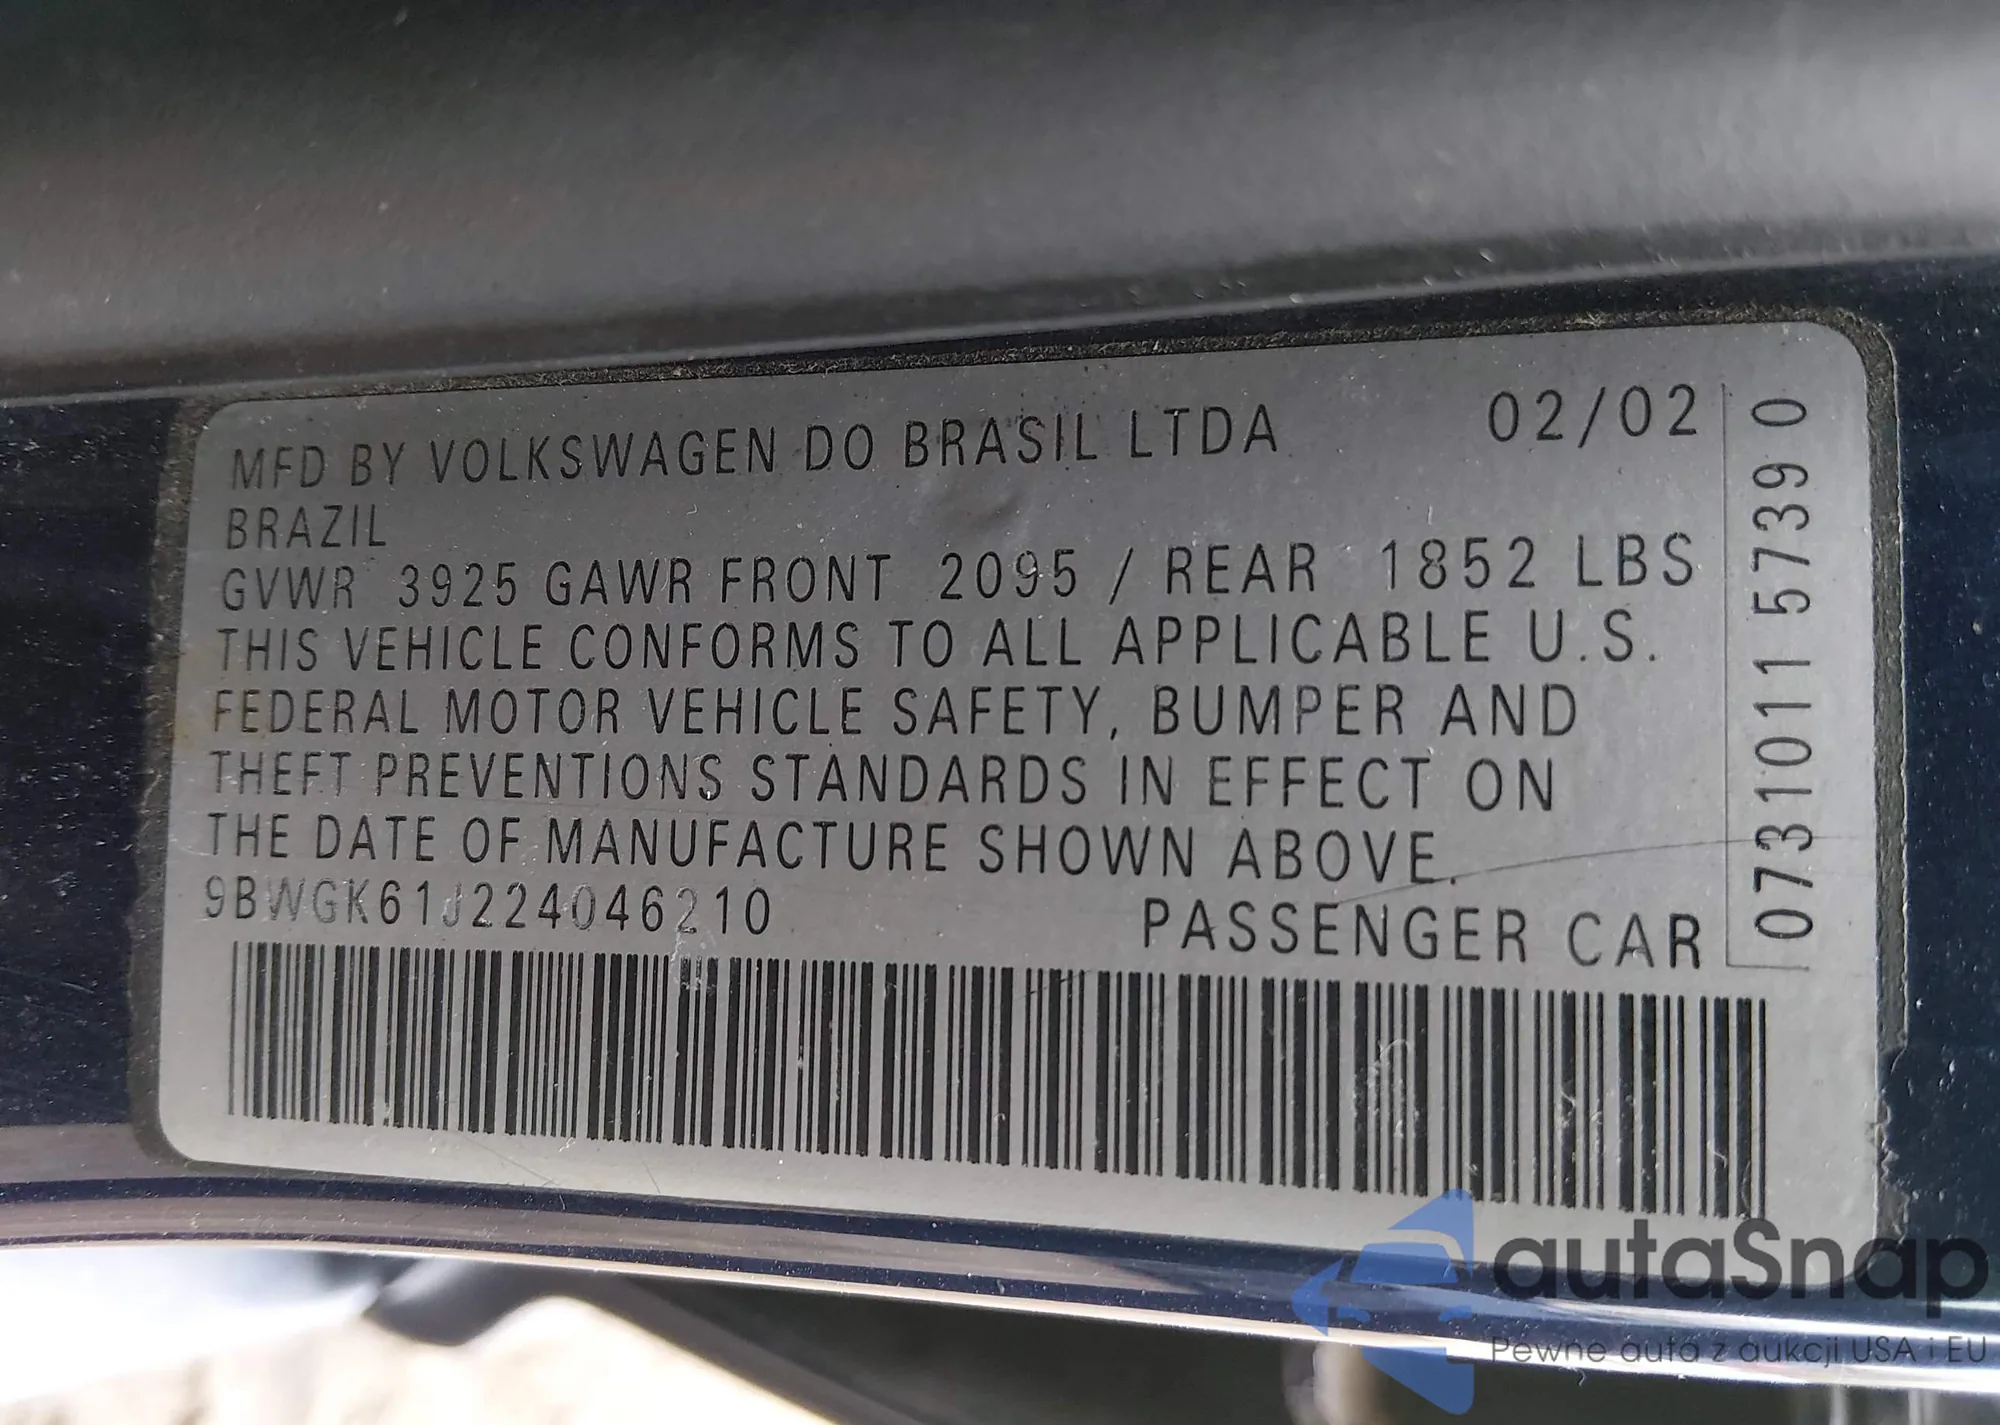 MFD BY VOLKSWAGEN DO BRASIL LTDA 02/02
BRAZIL
GVWR 3925 GAWR FRONT 2095 / REAR 1852 LBS
THIS VEHICLE CONFORMS TO ALL APPLICABLE U.S.
FEDERAL MOTOR VEHICLE SAFETY, BUMPER AND
THEFT PREVENTIONS STANDARDS IN EFFECT ON
THE DATE OF MANUFACTURE SHOWN ABOVE.
9BWGK61J224046210 PASSENGER CAR
0731011 5739 0
autaSnap
Pewne auta z aukcji USA i EU